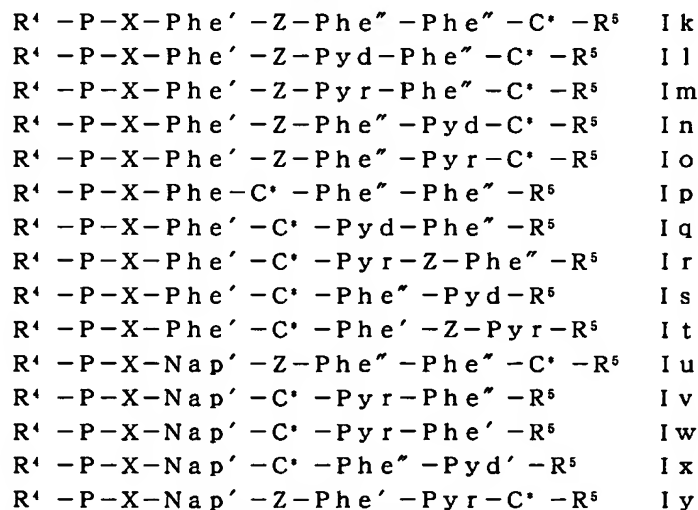 R⁴ -P-X-Phe′ -Z-Phe″ -Phe″ -C* -R⁵ Ik
R⁴ -P-X-Phe′ -Z-Pyd-Phe″ -C* -R⁵ Il
R⁴ -P-X-Phe′ -Z-Pyr-Phe″ -C* -R⁵ Im
R⁴ -P-X-Phe′ -Z-Phe″ -Pyd-C* -R⁵ In
R⁴ -P-X-Phe′ -Z-Phe″ -Pyr-C* -R⁵ Io
R⁴ -P-X-Phe-C* -Phe″ -Phe″ -R⁵ Ip
R⁴ -P-X-Phe′ -C* -Pyd-Phe″ -R⁵ Iq
R⁴ -P-X-Phe′ -C* -Pyr-Z-Phe″ -R⁵ Ir
R⁴ -P-X-Phe′ -C* -Phe″ -Pyd-R⁵ Is
R⁴ -P-X-Phe′ -C* -Phe′ -Z-Pyr-R⁵ It
R⁴ -P-X-Nap′ -Z-Phe″ -Phe″ -C* -R⁵ Iu
R⁴ -P-X-Nap′ -C* -Pyr-Phe″ -R⁵ Iv
R⁴ -P-X-Nap′ -C* -Pyr-Phe′ -R⁵ Iw
R⁴ -P-X-Nap′ -C* -Phe″ -Pyd′ -R⁵ Ix
R⁴ -P-X-Nap′ -Z-Phe′ -Pyr-C* -R⁵ Iy